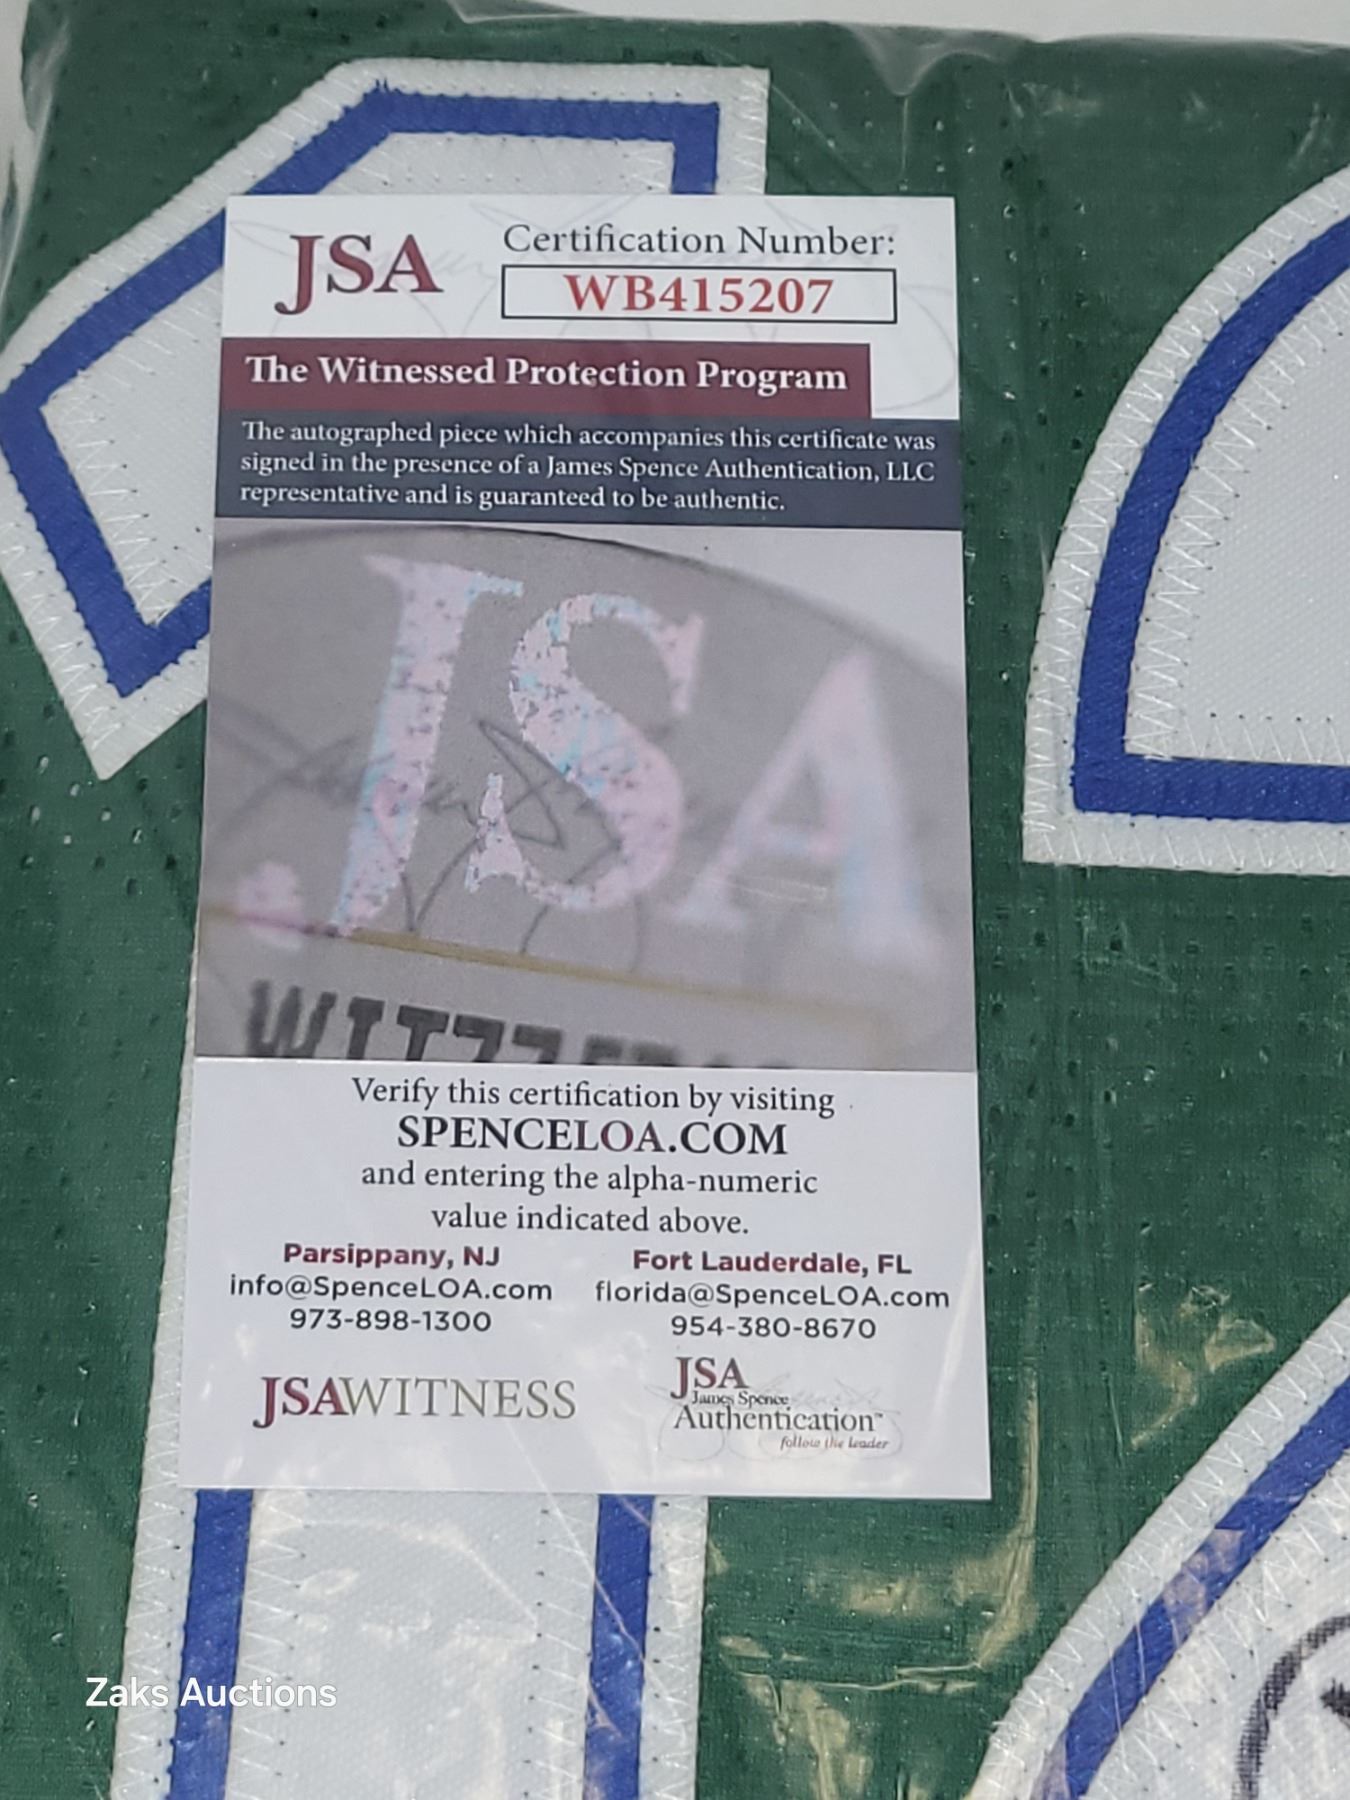 JSA
Certification Number:
WB415207
The Witnessed Protection Program
The autographed piece which accompanies this certificate was
signed in the presence of a James Spence Authentication, LLC
representative and is guaranteed to be authentic.
JSA
Verify this certification by visiting
SPENCELOA.COM
and entering the alpha-numeric
value indicated above.
Parsippany, NJ
info@SpenceLOA.com
973-898-1300
Fort Lauderdale, FL
florida@SpenceLOA.com
954-380-8670
JSAWITNESS
JSA
James Spence
Authentication™
follow the leader
Zaks Auctions